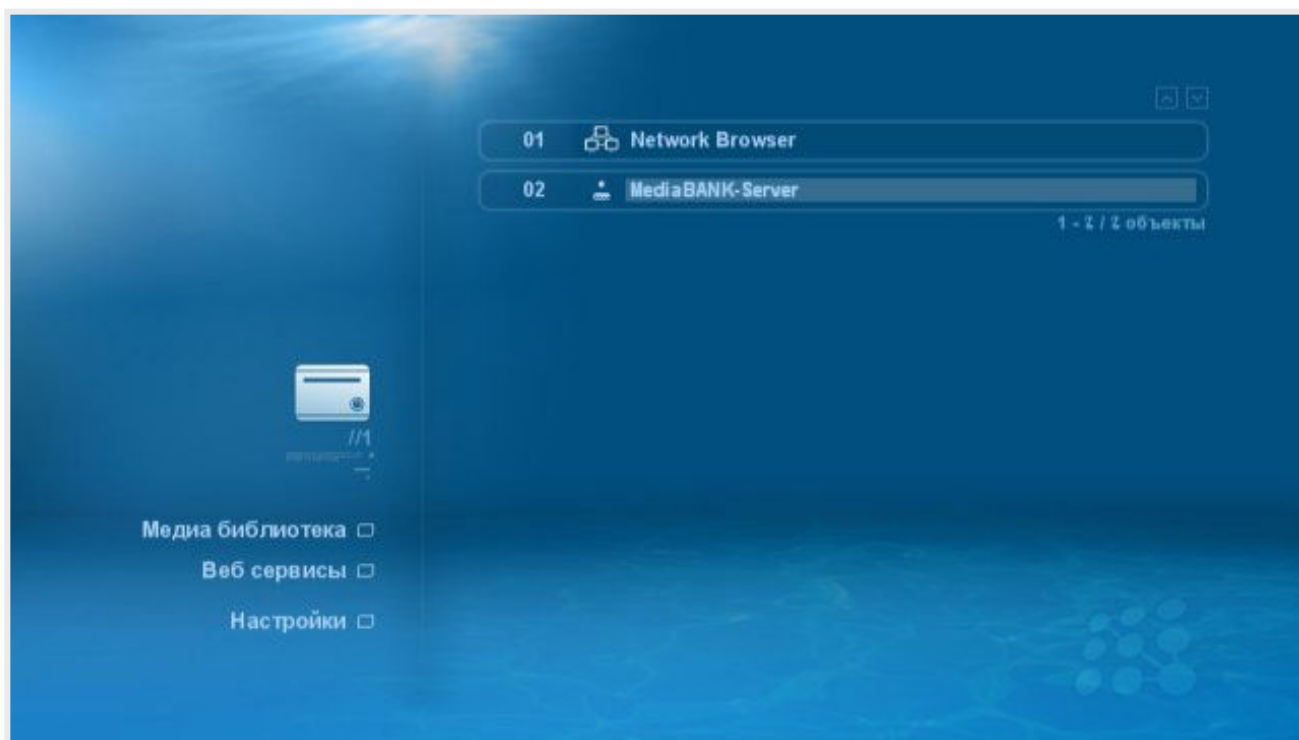 01 Network Browser
02 MediaBANK-Server
1 - 2 / 2 объекты
//1
Медиа библиотека
Веб сервисы
Настройки